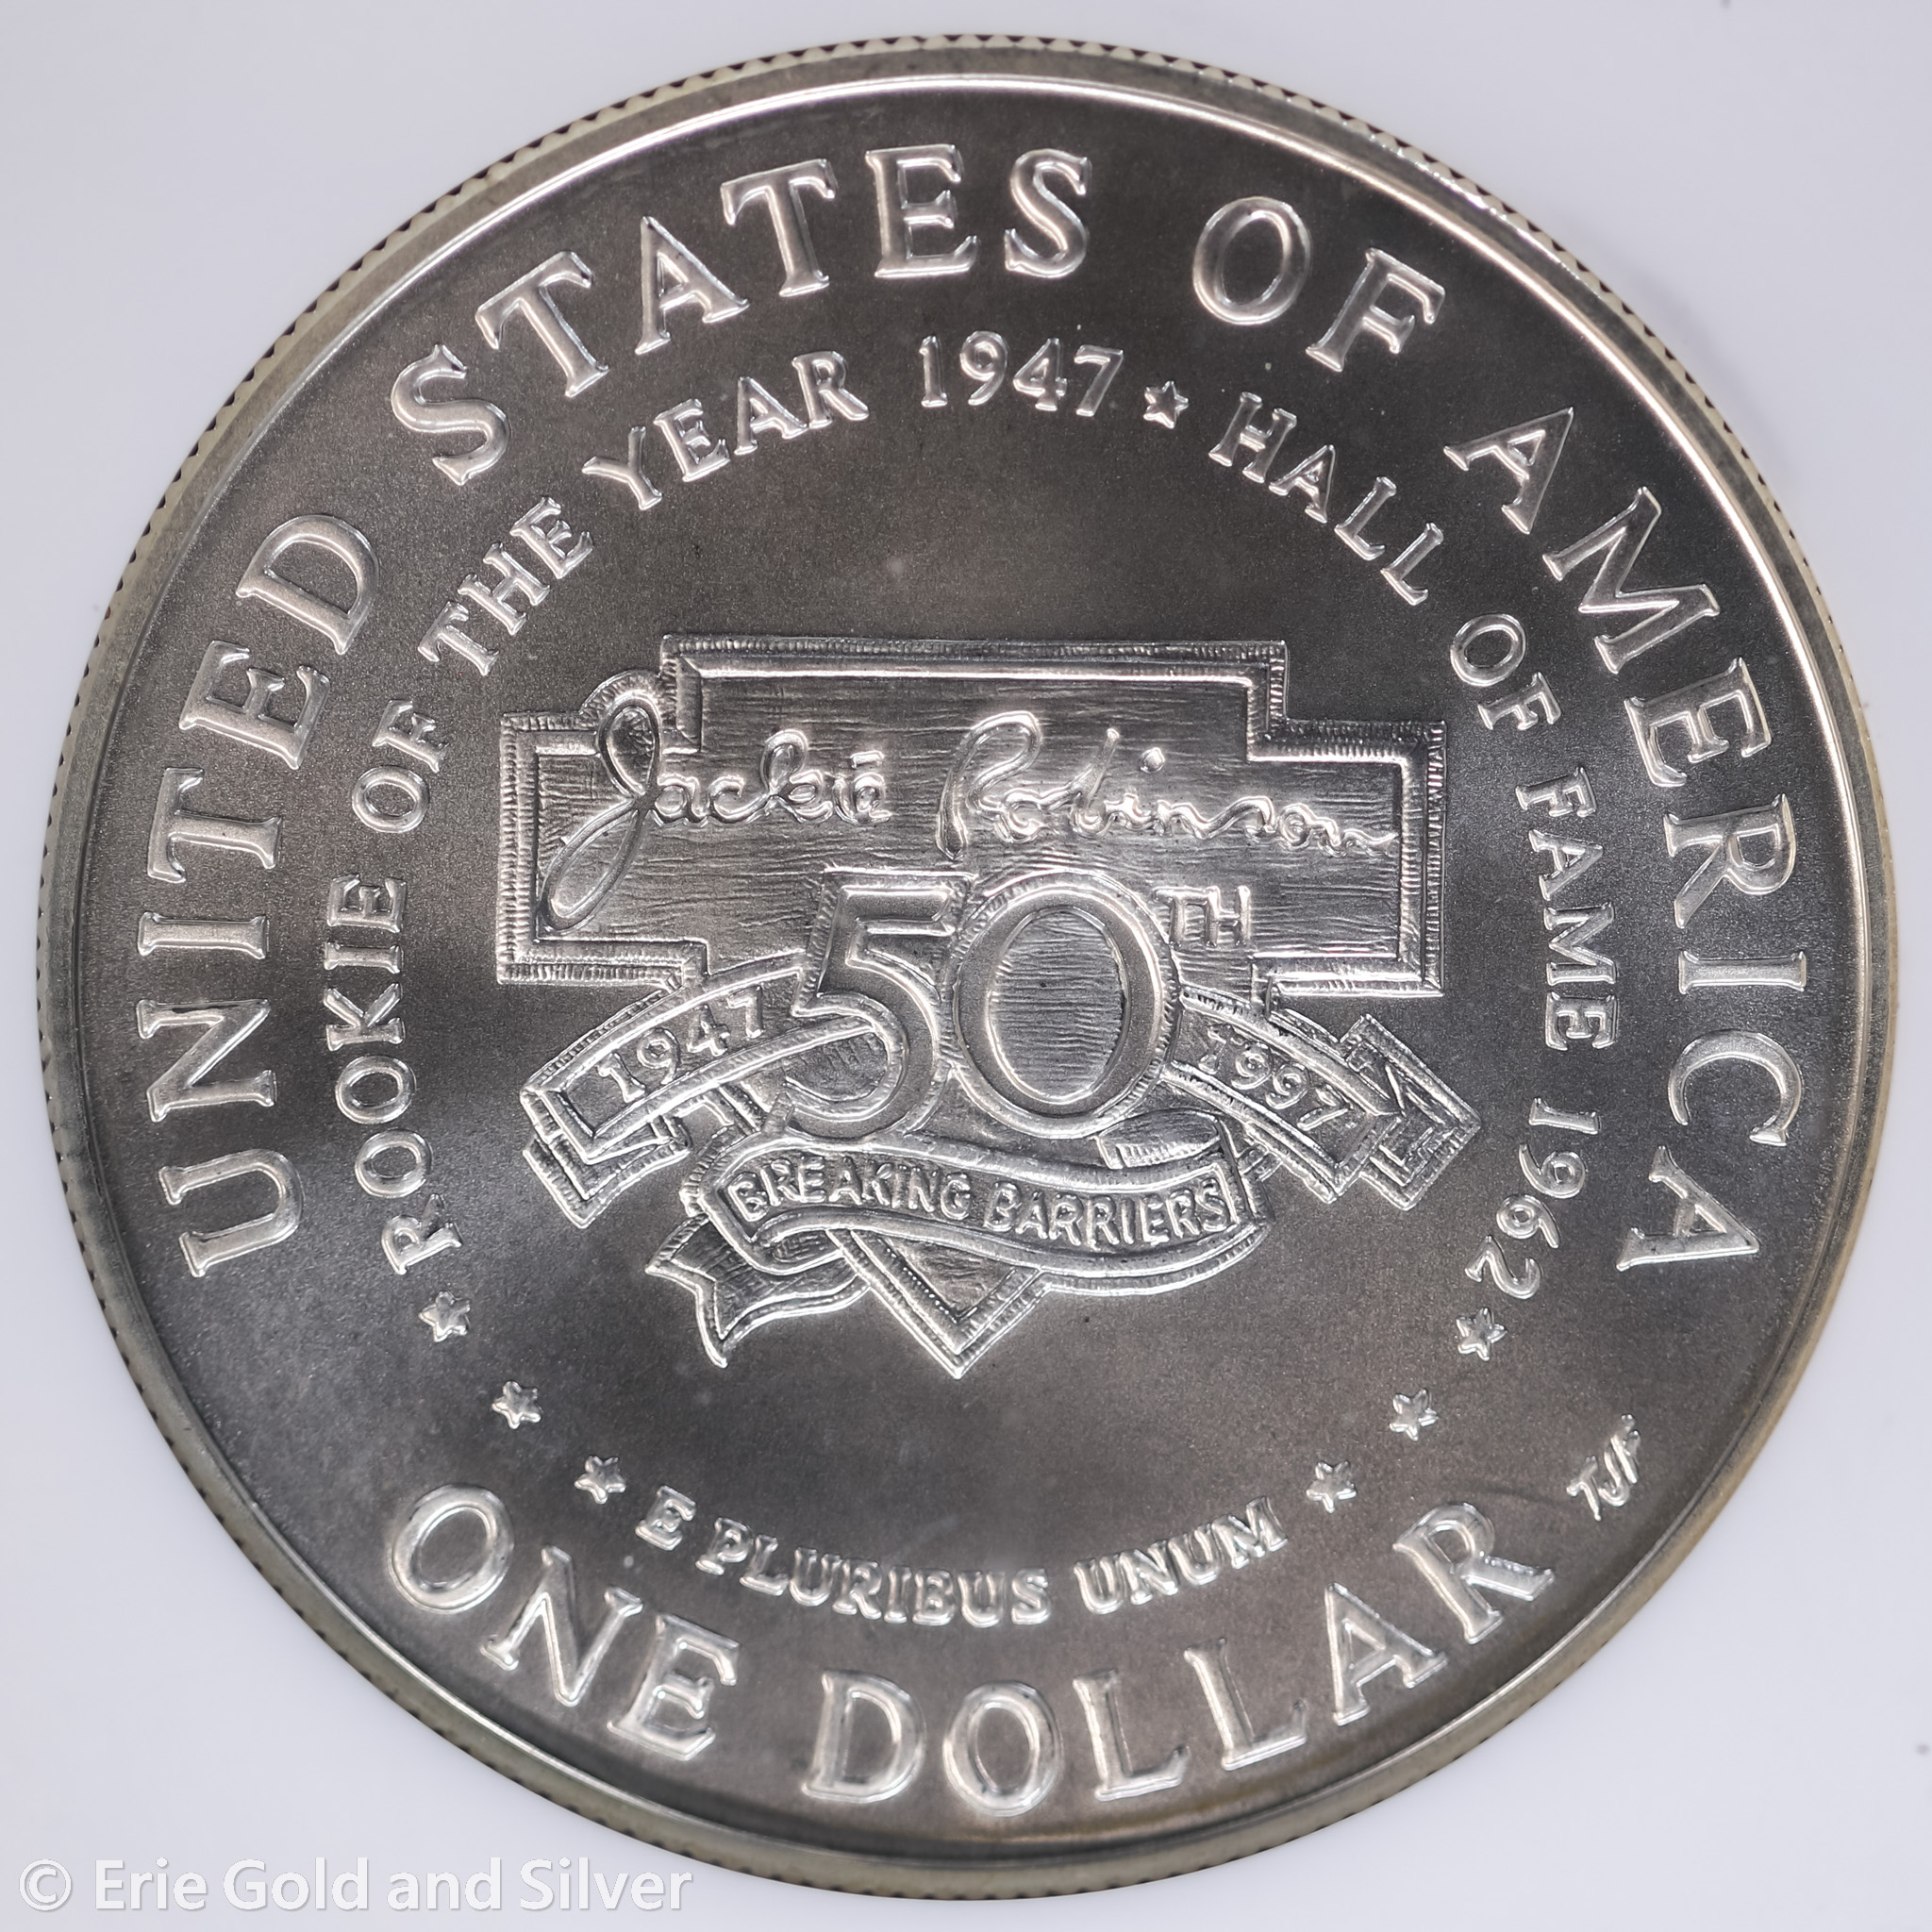 UNITED STATES OF AMERICA
★ ROOKIE OF THE YEAR 1947 ★ HALL OF FAME 1962 ★
Jackie Robinson
50TH
1947
1997
BREAKING BARRIERS
E PLURIBUS UNUM
ONE DOLLAR
© Erie Gold and Silver